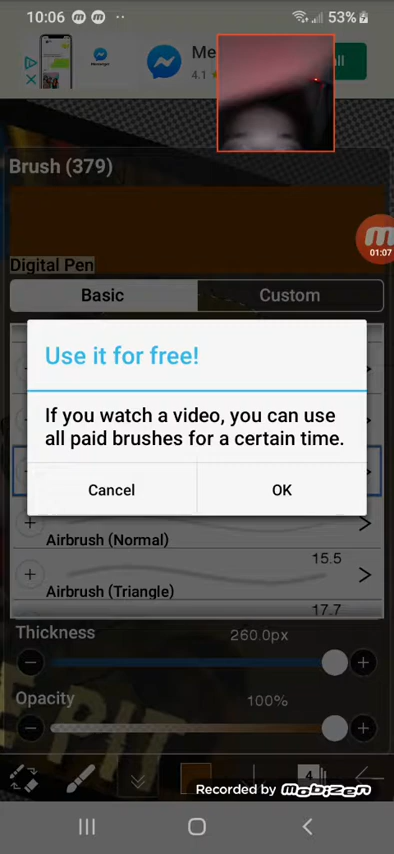 10:06
53%
Me
4.1
Brush (379)
01:07
Digital Pen
Basic
Custom
Use it for free!
If you watch a video, you can use
all paid brushes for a certain time.
Cancel
OK
Airbrush (Normal)
15.5
Airbrush (Triangle)
17.7
Thickness
260.0px
Opacity
100%
4
Recorded by mobizen